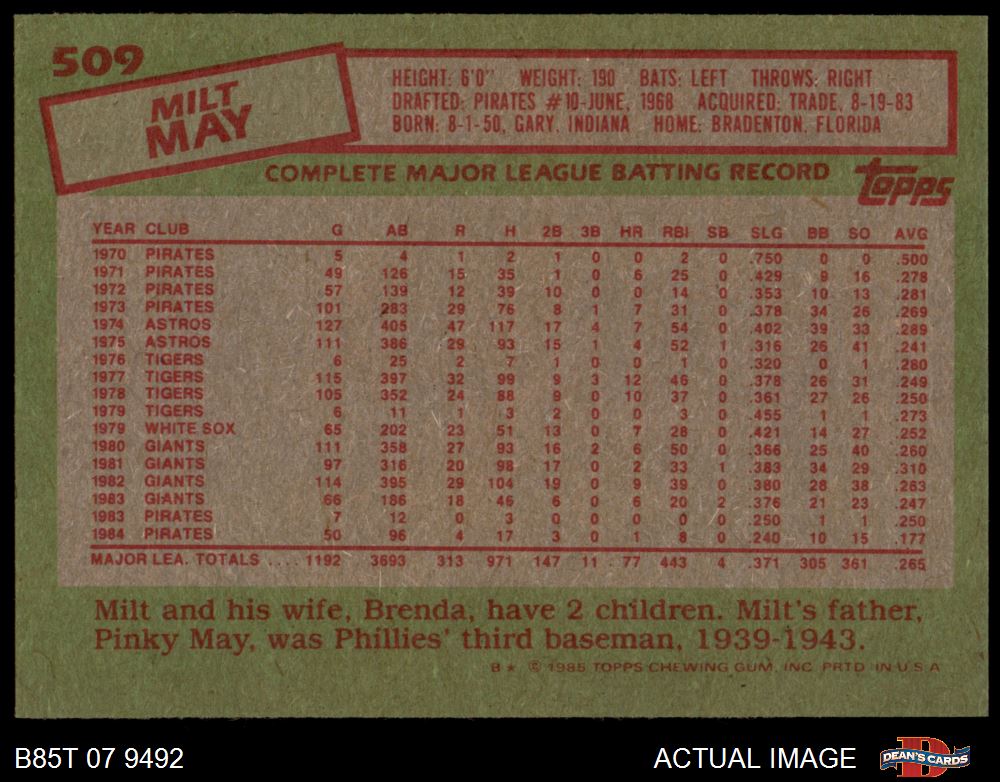 509
MILT
MAY
HEIGHT: 6'0" WEIGHT: 190 BATS: LEFT THROWS: RIGHT
DRAFTED: PIRATES #10-JUNE, 1968 ACQUIRED: TRADE, 8-19-83
BORN: 8-1-50, GARY, INDIANA HOME: BRADENTON, FLORIDA
COMPLETE MAJOR LEAGUE BATTING RECORD
topps
YEAR CLUB G AB R H 2B 3B HR RBI SB SLG BB SO AVG
1970 PIRATES 5 4 1 2 1 0 0 2 0 .750 0 0 .500
1971 PIRATES 49 126 15 35 1 0 6 25 0 .429 9 16 .278
1972 PIRATES 57 139 12 39 10 0 0 14 0 .353 10 13 .281
1973 PIRATES 101 283 29 76 8 1 7 31 0 .378 34 26 .269
1974 ASTROS 127 405 47 117 17 4 7 54 0 .402 39 33 .289
1975 ASTROS 111 386 29 93 15 1 4 52 1 .316 26 41 .241
1976 TIGERS 6 25 2 7 1 0 0 1 0 .320 0 1 .280
1977 TIGERS 115 397 32 99 9 3 12 46 0 .378 26 31 .249
1978 TIGERS 105 352 24 88 9 0 10 37 0 .361 27 26 .250
1979 TIGERS 6 11 1 3 2 0 0 3 0 .455 1 1 .273
1979 WHITE SOX 65 202 23 51 13 0 7 28 0 .421 14 27 .252
1980 GIANTS 111 358 27 93 16 2 6 50 0 .366 25 40 .260
1981 GIANTS 97 316 20 98 17 0 2 33 1 .383 34 29 .310
1982 GIANTS 114 395 29 104 19 0 9 39 0 .380 28 38 .263
1983 GIANTS 66 186 18 46 6 0 6 20 2 .376 21 23 .247
1983 PIRATES 7 12 0 3 0 0 0 0 0 .250 1 1 .250
1984 PIRATES 50 96 4 17 3 0 1 8 0 .240 10 15 .177
MAJOR LEA. TOTALS .... 1192 3693 313 971 147 11 77 443 4 .371 305 361 .265
Milt and his wife, Brenda, have 2 children. Milt's father,
Pinky May, was Phillies' third baseman, 1939-1943.
B★ © 1985 TOPPS CHEWING GUM, INC PRTD IN U S A
B85T 07 9492 ACTUAL IMAGE DEAN'S CARDS